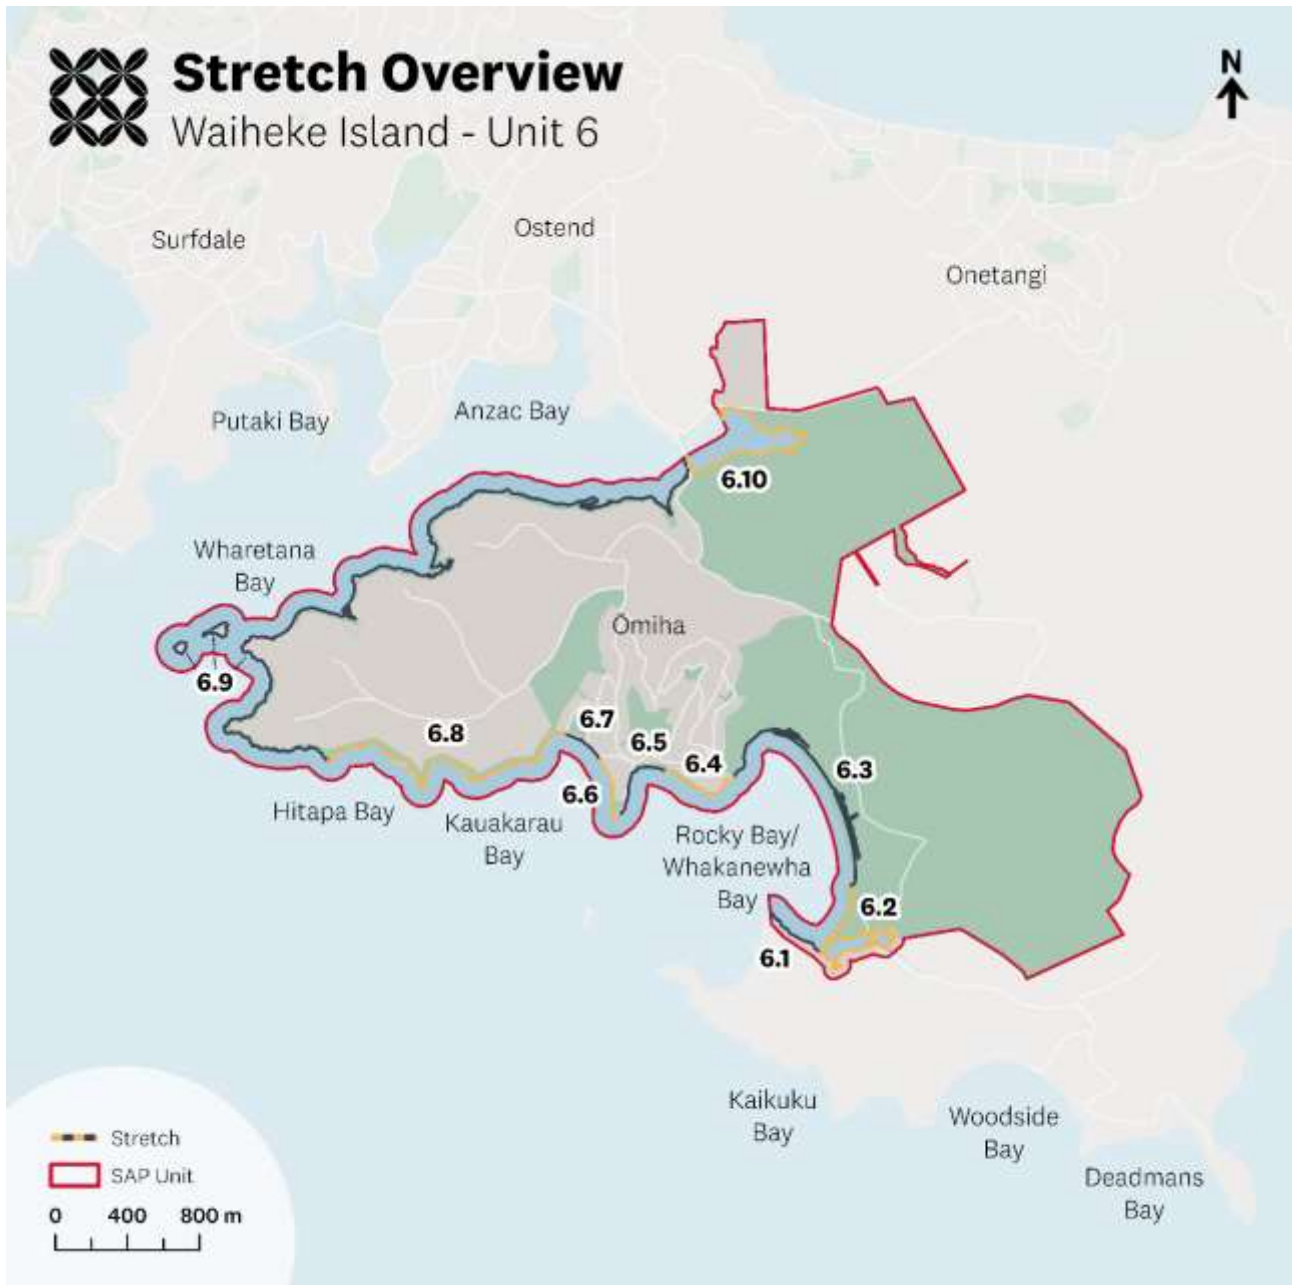 Stretch Overview
Waiheke Island - Unit 6
N
Surfdale
Ostend
Onetangi
Putaki Bay
Anzac Bay
6.10
Wharetana
Bay
Omiha
6.9
6.7
6.8
6.5
6.4
6.3
6.6
Hitapa Bay
Kauakarau
Bay
Rocky Bay/
Whakanewha
Bay
6.2
6.1
Kaikuku
Bay
Woodside
Bay
Deadmans
Bay
Stretch
SAP Unit
0 400 800 m